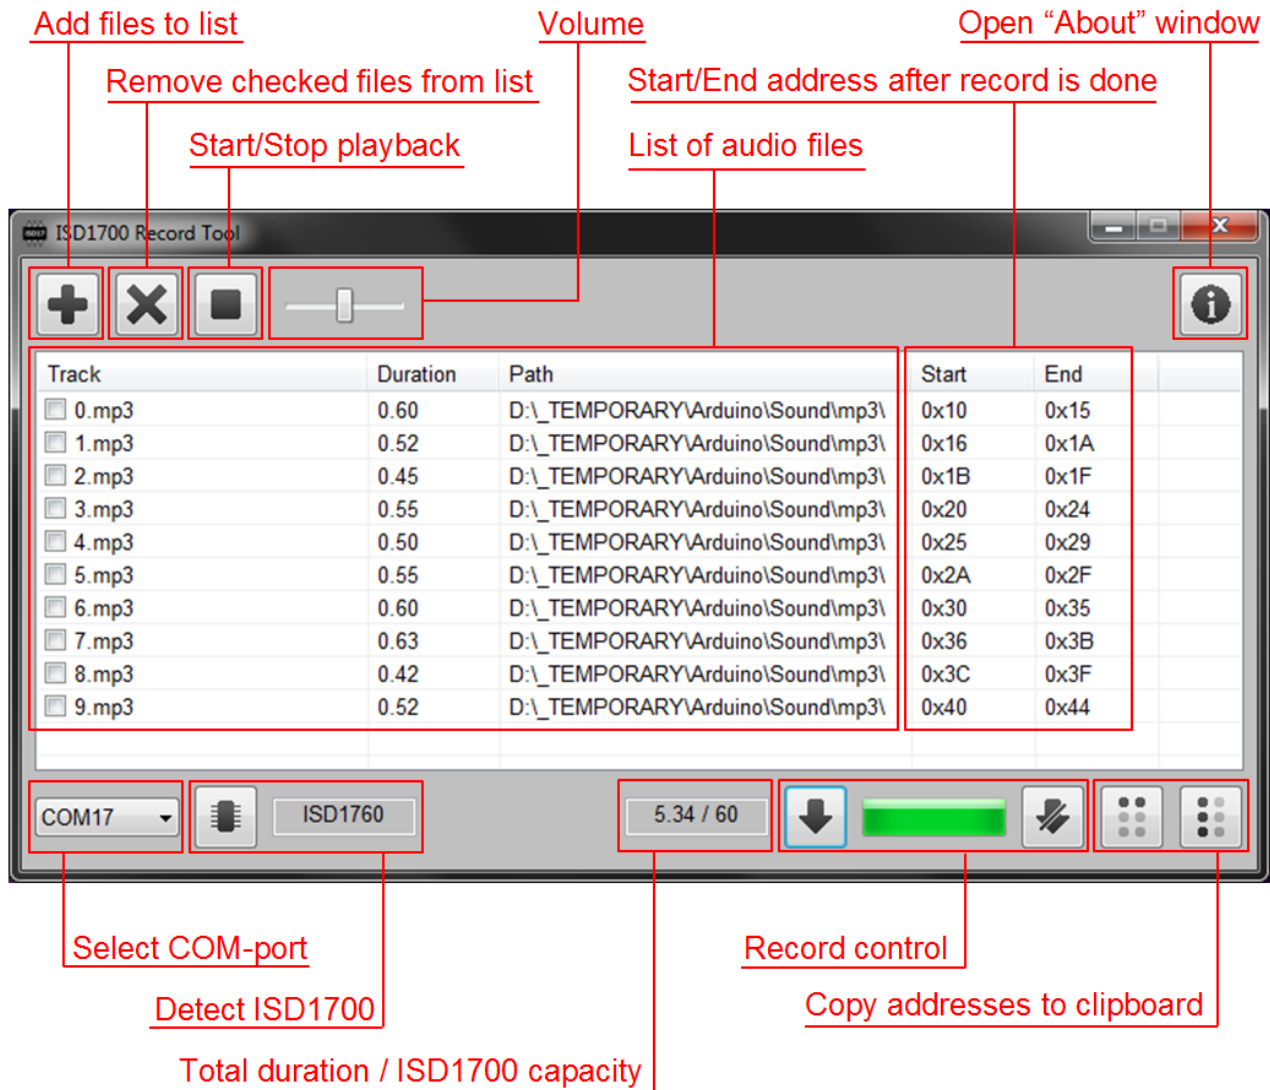 Add files to list
Volume
Open “About” window
Remove checked files from list
Start/End address after record is done
Start/Stop playback
List of audio files
ISD17 ISD1700 Record Tool
Track Duration Path Start End
0.mp3 0.60 D:\_TEMPORARY\Arduino\Sound\mp3\ 0x10 0x15
1.mp3 0.52 D:\_TEMPORARY\Arduino\Sound\mp3\ 0x16 0x1A
2.mp3 0.45 D:\_TEMPORARY\Arduino\Sound\mp3\ 0x1B 0x1F
3.mp3 0.55 D:\_TEMPORARY\Arduino\Sound\mp3\ 0x20 0x24
4.mp3 0.50 D:\_TEMPORARY\Arduino\Sound\mp3\ 0x25 0x29
5.mp3 0.55 D:\_TEMPORARY\Arduino\Sound\mp3\ 0x2A 0x2F
6.mp3 0.60 D:\_TEMPORARY\Arduino\Sound\mp3\ 0x30 0x35
7.mp3 0.63 D:\_TEMPORARY\Arduino\Sound\mp3\ 0x36 0x3B
8.mp3 0.42 D:\_TEMPORARY\Arduino\Sound\mp3\ 0x3C 0x3F
9.mp3 0.52 D:\_TEMPORARY\Arduino\Sound\mp3\ 0x40 0x44
COM17 ISD1760 5.34 / 60
Select COM-port
Record control
Detect ISD1700
Copy addresses to clipboard
Total duration / ISD1700 capacity